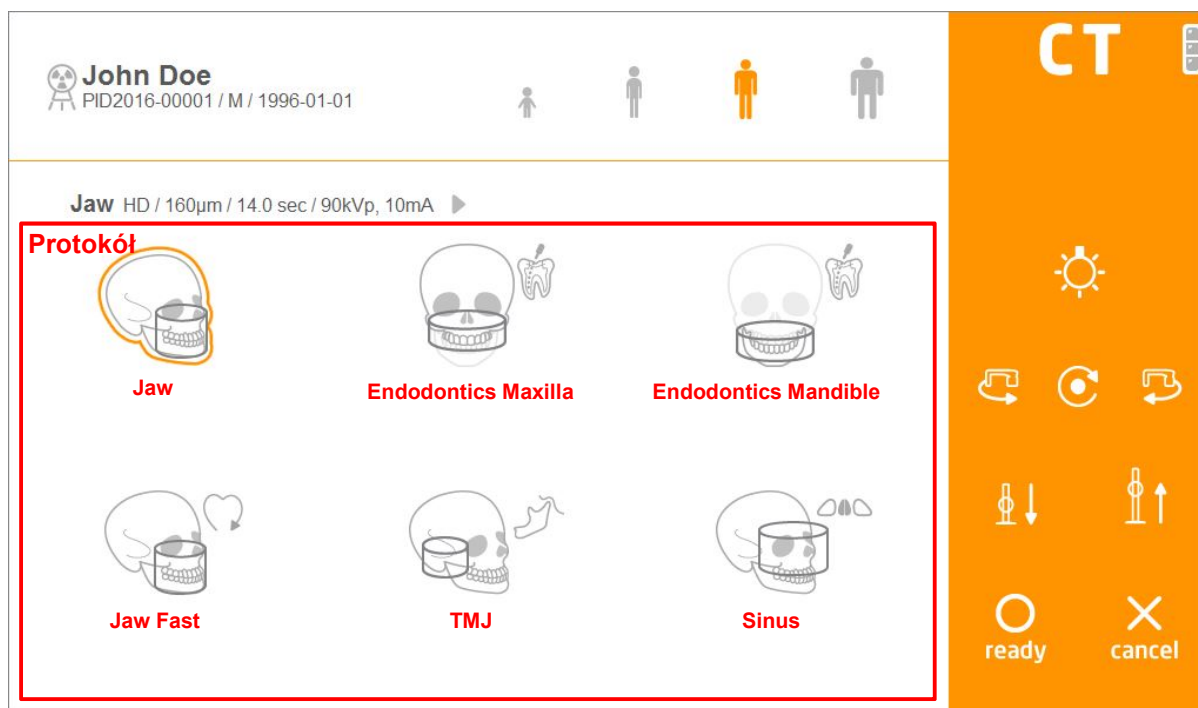 CT
John Doe
PID2016-00001 / M / 1996-01-01
Jaw HD / 160μm / 14.0 sec / 90kVp, 10mA
Protokół
Jaw
Endodontics Maxilla
Endodontics Mandible
Jaw Fast
TMJ
Sinus
ready
cancel